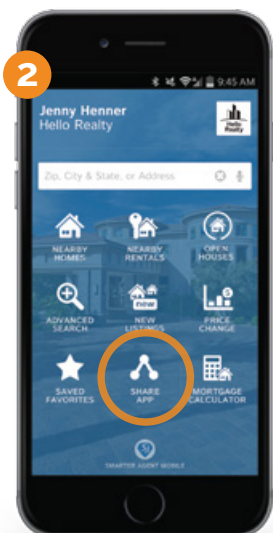 2
9:45 AM
Jenny Henner
Hello Realty
Hello
Realty
Zip, City & State, or Address
NEARBY
HOMES
NEARBY
RENTALS
OPEN
HOUSES
ADVANCED
SEARCH
new
NEW
LISTINGS
$
PRICE
CHANGE
SAVED
FAVORITES
SHARE
APP
MORTGAGE
CALCULATOR
SMARTER AGENT MOBILE